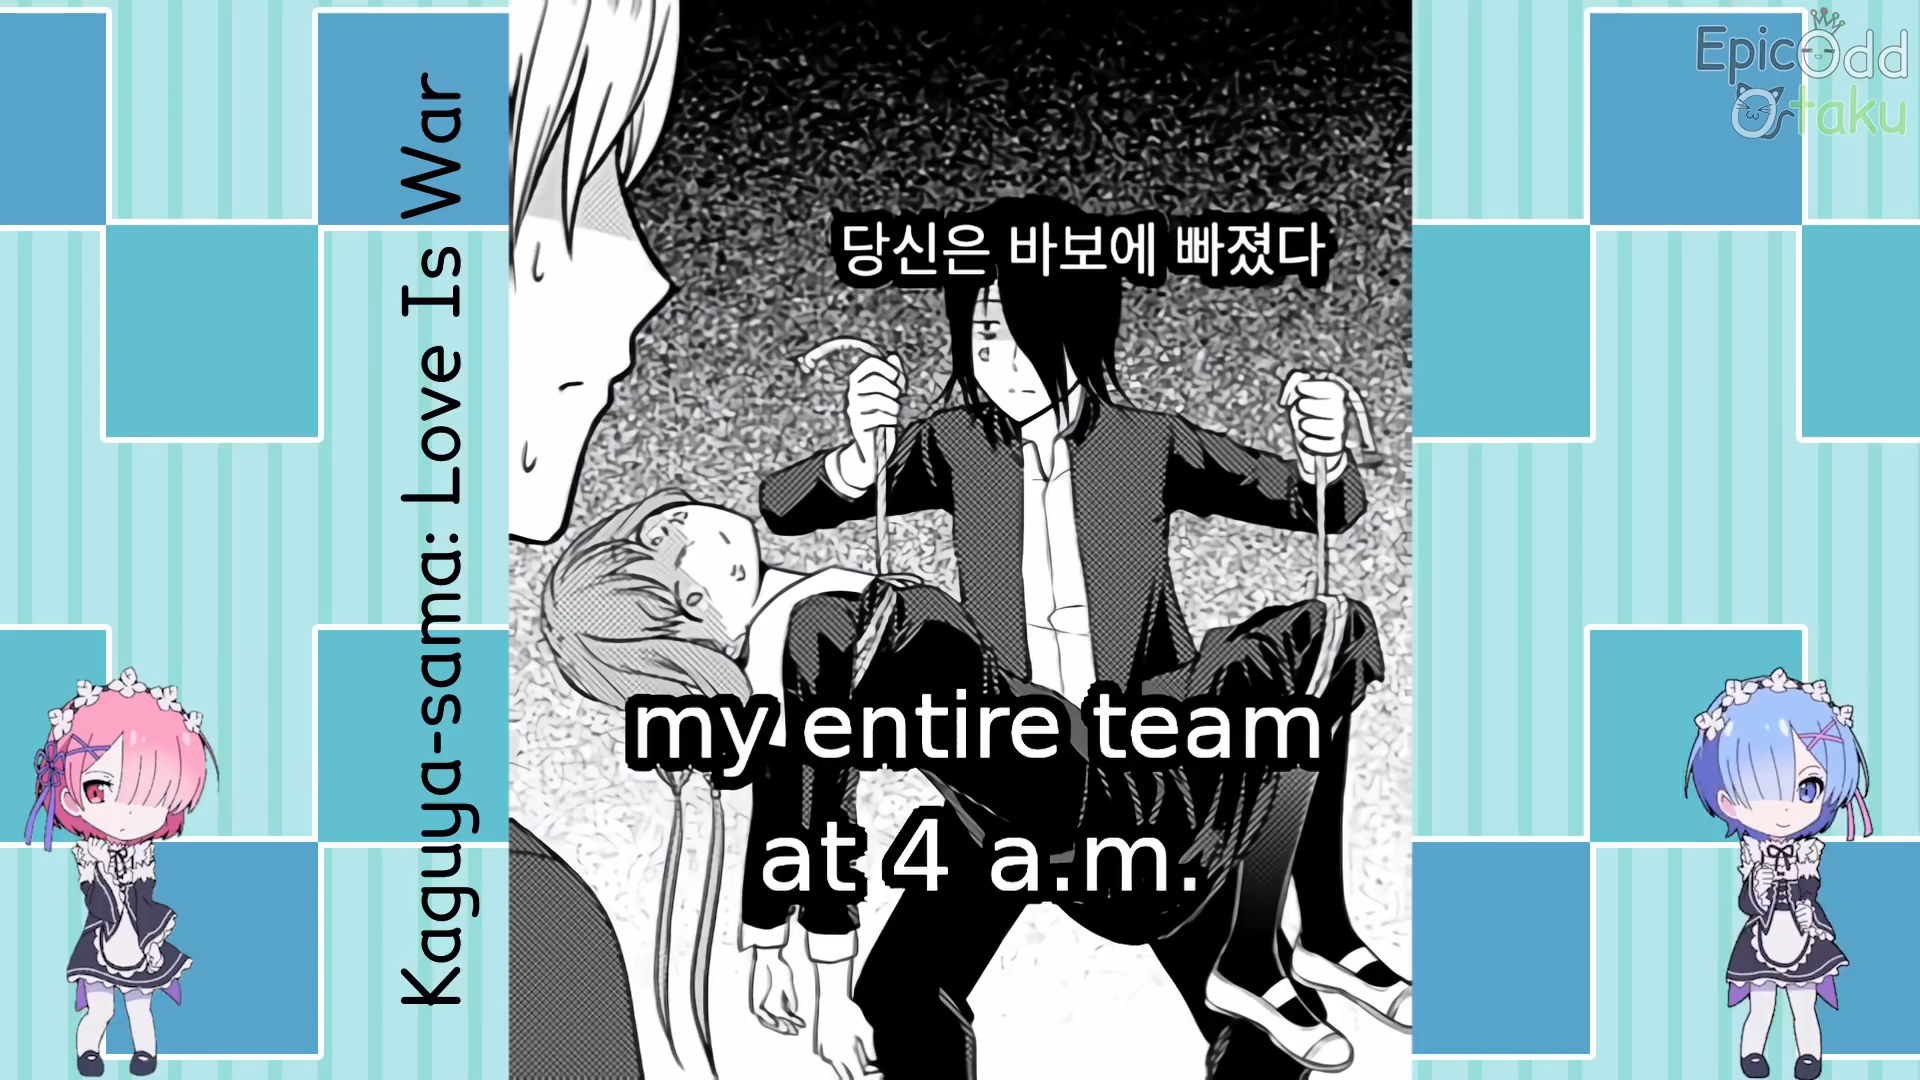 Kaguya-sama: Love Is War
EpicOdd
Otaku
당신은 바보에 빠졌다
my entire team
at 4 a.m.